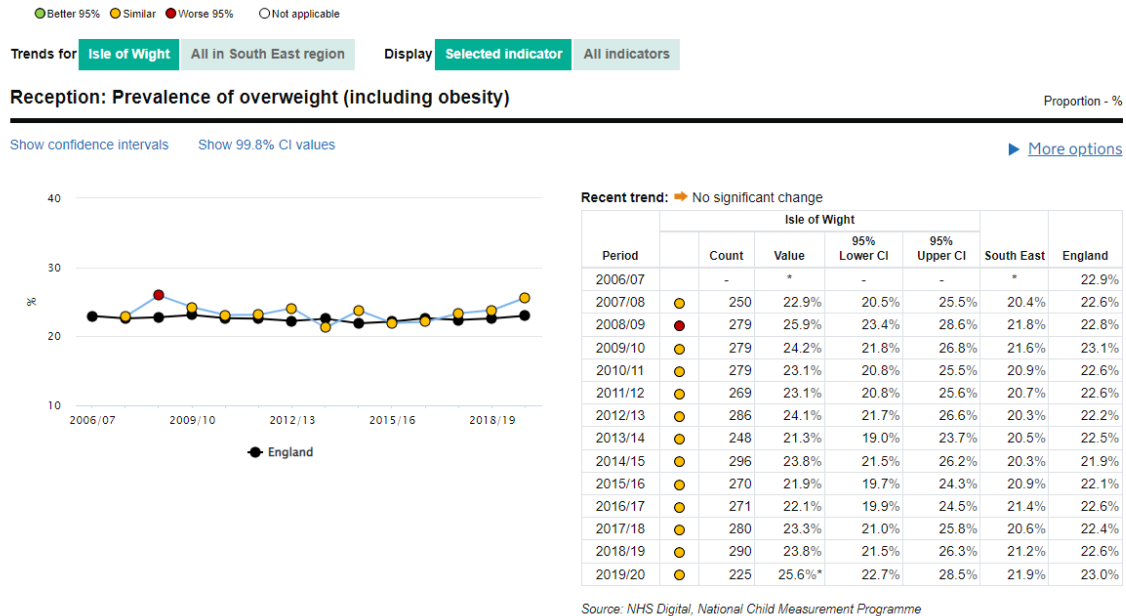 Better 95% Similar Worse 95% Not applicable
Trends for Isle of Wight All in South East region Display Selected indicator All indicators
Reception: Prevalence of overweight (including obesity) Proportion - %
Show confidence intervals Show 99.8% CI values
More options
40
30
20
10
%
2006/07 2009/10 2012/13 2015/16 2018/19
England
Recent trend: No significant change
Isle of Wight
Period Count Value 95% Lower CI 95% Upper CI South East England
2006/07 - * - - * 22.9%
2007/08 250 22.9% 20.5% 25.5% 20.4% 22.6%
2008/09 279 25.9% 23.4% 28.6% 21.8% 22.8%
2009/10 279 24.2% 21.8% 26.8% 21.6% 23.1%
2010/11 279 23.1% 20.8% 25.5% 20.9% 22.6%
2011/12 269 23.1% 20.8% 25.6% 20.7% 22.6%
2012/13 286 24.1% 21.7% 26.6% 20.3% 22.2%
2013/14 248 21.3% 19.0% 23.7% 20.5% 22.5%
2014/15 296 23.8% 21.5% 26.2% 20.3% 21.9%
2015/16 270 21.9% 19.7% 24.3% 20.9% 22.1%
2016/17 271 22.1% 19.9% 24.5% 21.4% 22.6%
2017/18 280 23.3% 21.0% 25.8% 20.6% 22.4%
2018/19 290 23.8% 21.5% 26.3% 21.2% 22.6%
2019/20 225 25.6%* 22.7% 28.5% 21.9% 23.0%
Source: NHS Digital, National Child Measurement Programme